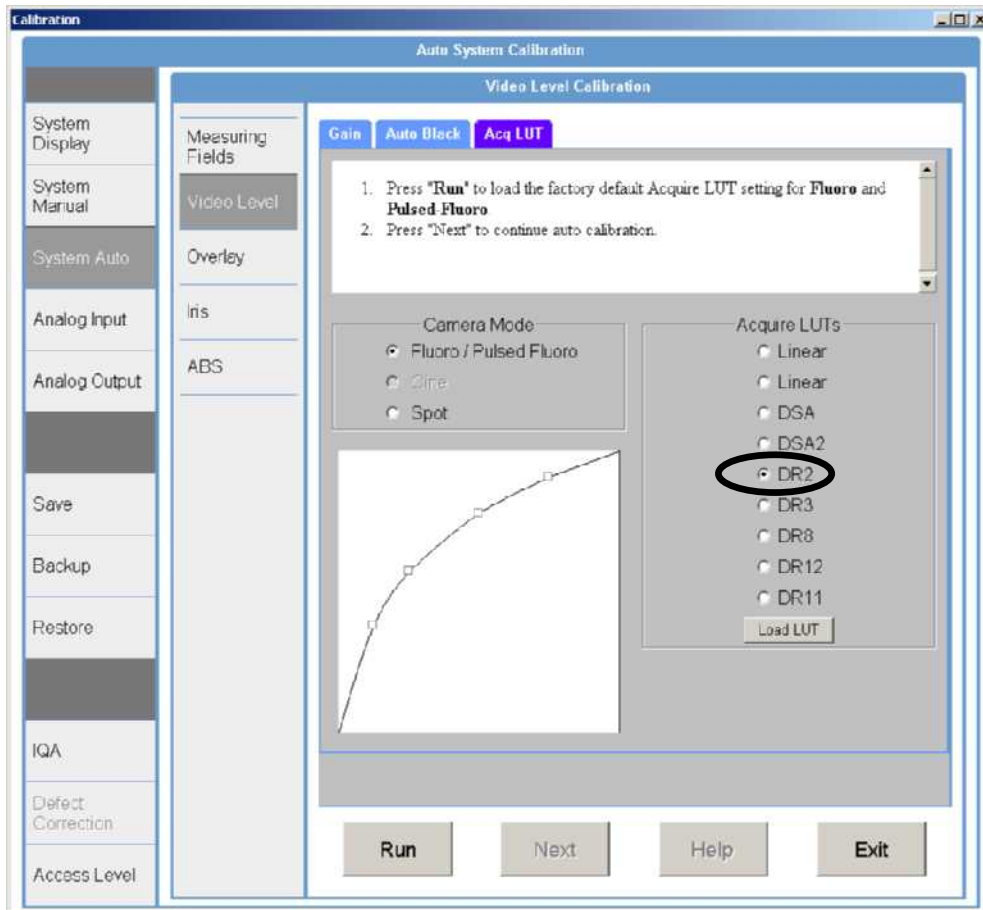 Calibration
Auto System Calibration
System
Display
System
Manual
System Auto
Analog Input
Analog Output
Save
Backup
Restore
IQA
Defect
Correction
Access Level
Video Level Calibration
Measuring
Fields
Video Level
Overlay
Iris
ABS
Gain
Auto Black
Acq LUT
1. Press "Run" to load the factory default Acquire LUT setting for Fluoro and
Pulsed-Fluoro
2. Press "Next" to continue auto calibration.
Camera Mode
Fluoro / Pulsed Fluoro
Cine
Spot
Acquire LUTs
Linear
Linear
DSA
DSA2
DR2
DR3
DR8
DR12
DR11
Load LUT
Run
Next
Help
Exit